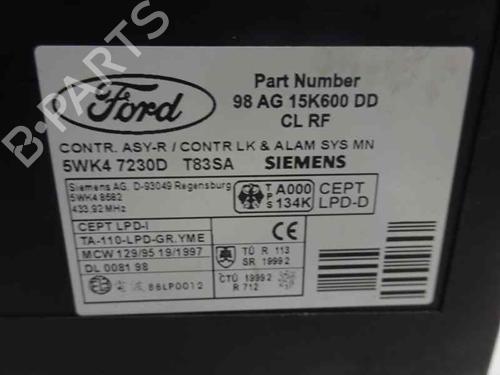 B-PARTS
Ford
Part Number
98 AG 15K600 DD
CL RF
CONTR. ASY-R / CONTR LK & ALAM SYS MN
5WK4 7230D T83SA SIEMENS
Siemens AG, D-93049 Regensburg
5WK4 8682
433.92 MHz
TPS A000 134K
CEPT LPD-D
CEPT LPD-I
TA-110-LPD-GR.YME
MCW 129/95 19/1997
DL 0081 98
TÚ R 113
SR 1999 2
86LP0012
ČTÚ 1999 2
R 712